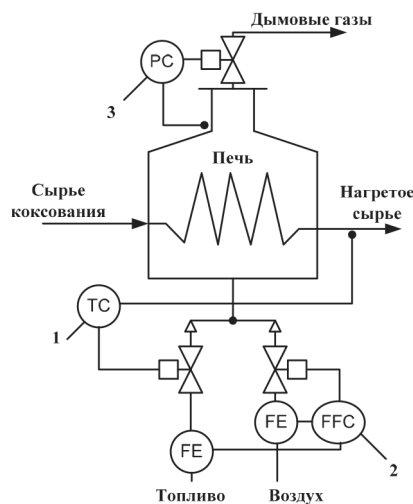 Дымовые газы
PC
3
Печь
Сырье
коксования
Нагретое
сырье
TC
1
FE
FFC
FE
2
Топливо
Воздух